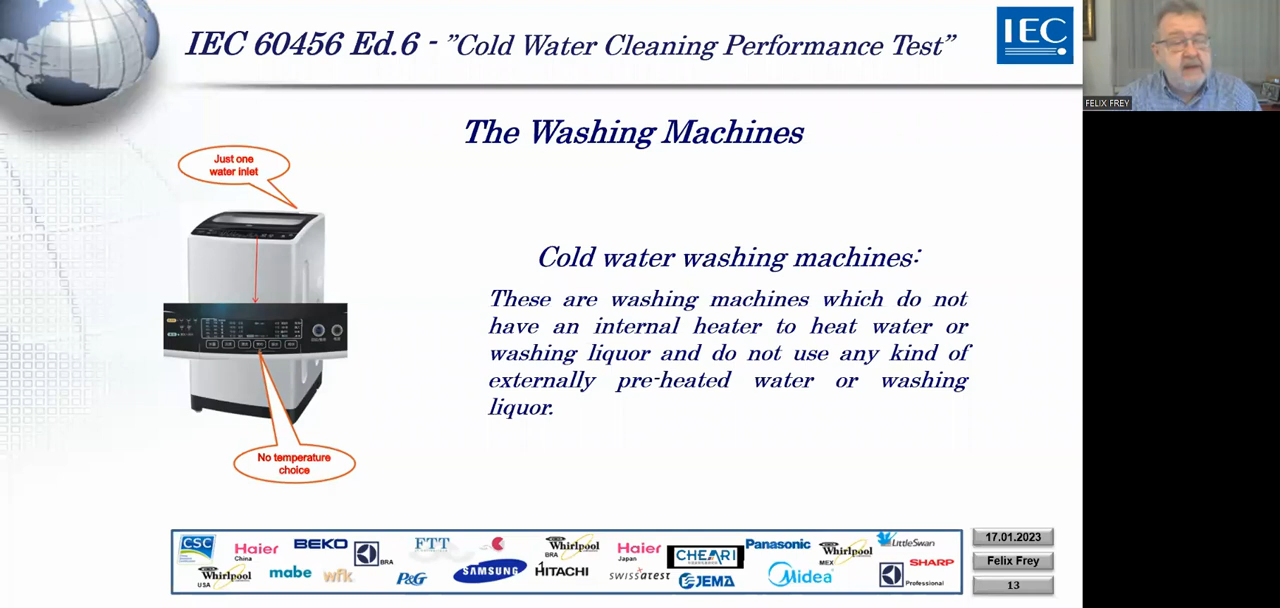 IEC 60456 Ed.6 - "Cold Water Cleaning Performance Test"
IEC
FELIX FREY
The Washing Machines
Just one
water inlet
Cold water washing machines:
These are washing machines which do not
have an internal heater to heat water or
washing liquor and do not use any kind of
externally pre-heated water or washing
liquor.
No temperature
choice
CSC
Haier
China
BEKO
BRA
FTT
Whirlpool
BRA
Haier
Japan
CHEARI
Panasonic
Whirlpool
MEX
LittleSwan
SHARP
Whirlpool
USA
mabe
wfk
P&G
SAMSUNG
HITACHI
SWISSATEST
JEMA
Midea
Professional
17.01.2023
Felix Frey
13